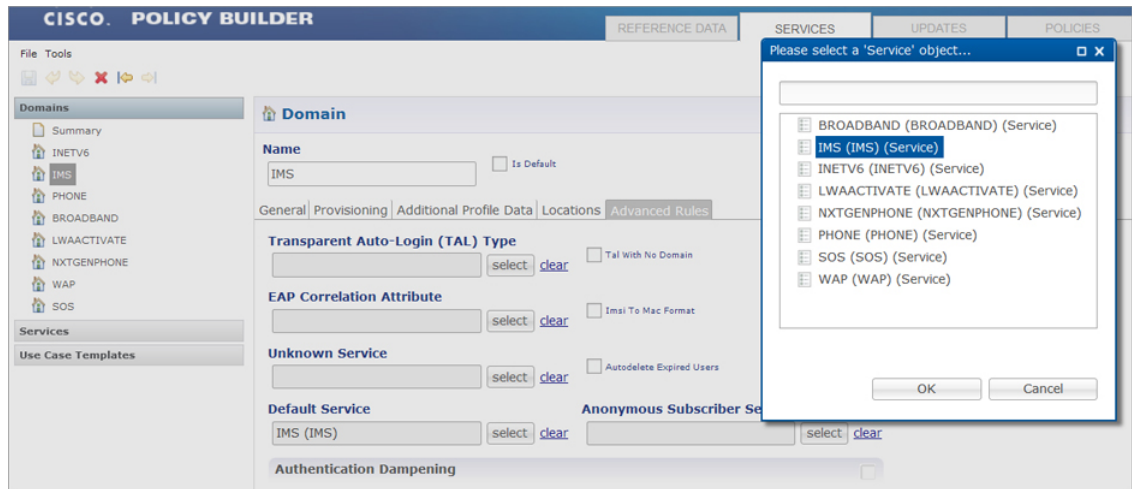 CISCO. POLICY BUILDER
REFERENCE DATA
SERVICES
UPDATES
POLICIES
File Tools
Domains
Summary
INETV6
IMS
PHONE
BROADBAND
LWAACTIVATE
NXTGENPHONE
WAP
SOS
Services
Use Case Templates
Domain
Name
IMS
Is Default
General Provisioning Additional Profile Data Locations Advanced Rules
Transparent Auto-Login (TAL) Type
select clear
Tal With No Domain
EAP Correlation Attribute
select clear
Imsi To Mac Format
Unknown Service
select clear
Autodelete Expired Users
Default Service
IMS (IMS)
select clear
Anonymous Subscriber Se
select clear
Authentication Dampening
Please select a 'Service' object...
BROADBAND (BROADBAND) (Service)
IMS (IMS) (Service)
INETV6 (INETV6) (Service)
LWAACTIVATE (LWAACTIVATE) (Service)
NXTGENPHONE (NXTGENPHONE) (Service)
PHONE (PHONE) (Service)
SOS (SOS) (Service)
WAP (WAP) (Service)
OK
Cancel